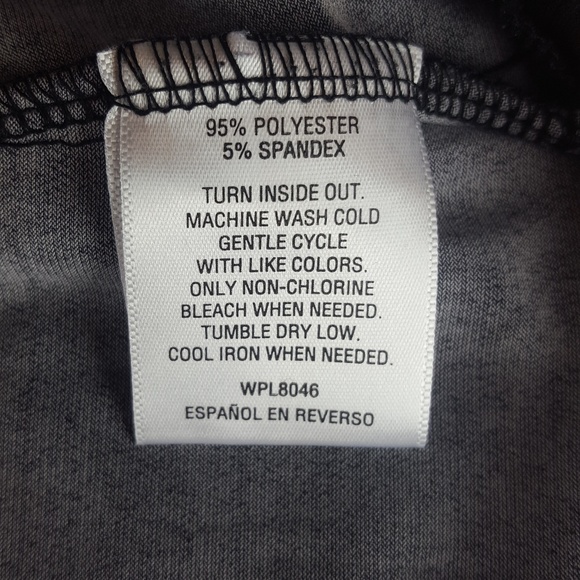 95% POLYESTER
5% SPANDEX
TURN INSIDE OUT.
MACHINE WASH COLD
GENTLE CYCLE
WITH LIKE COLORS.
ONLY NON-CHLORINE
BLEACH WHEN NEEDED.
TUMBLE DRY LOW.
COOL IRON WHEN NEEDED.
WPL8046
ESPAÑOL EN REVERSO